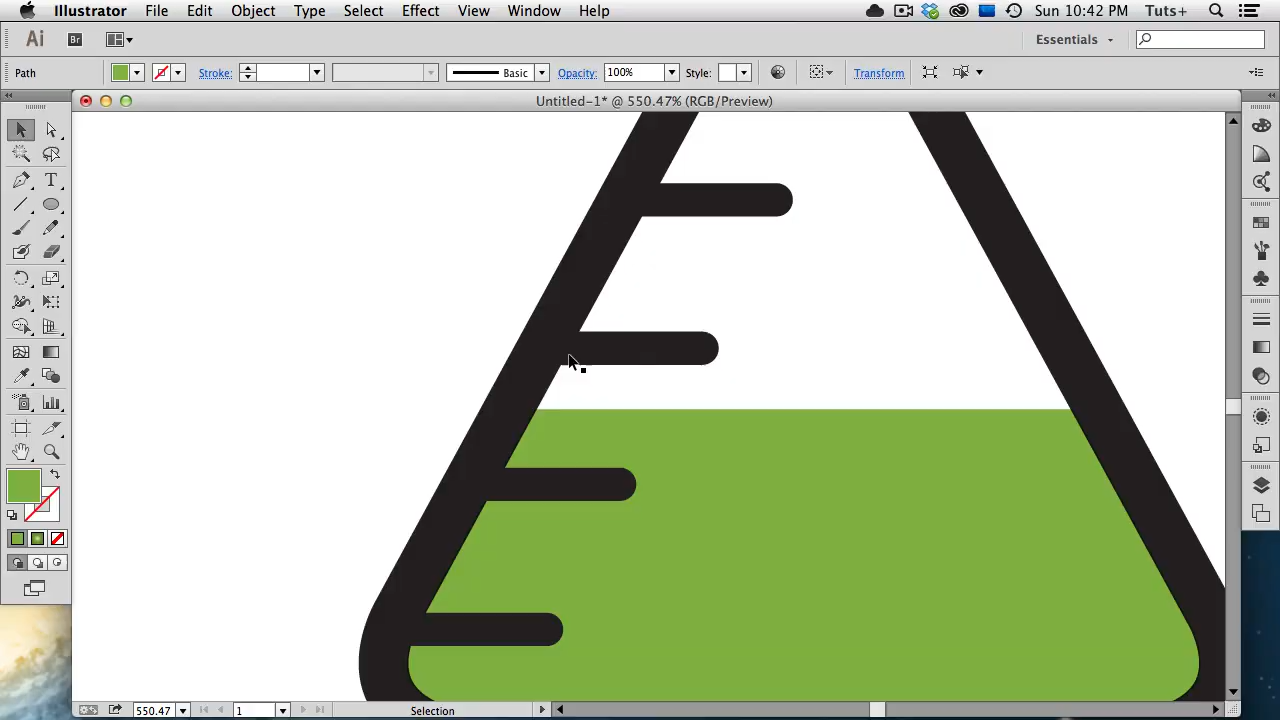 Illustrator File Edit Object Type Select Effect View Window Help Sun 10:42 PM Tuts+
Ai Br Essentials
Path Stroke: Basic Opacity: 100% Style: Transform
Untitled-1* @ 550.47% (RGB/Preview)
T
550.47 1 Selection